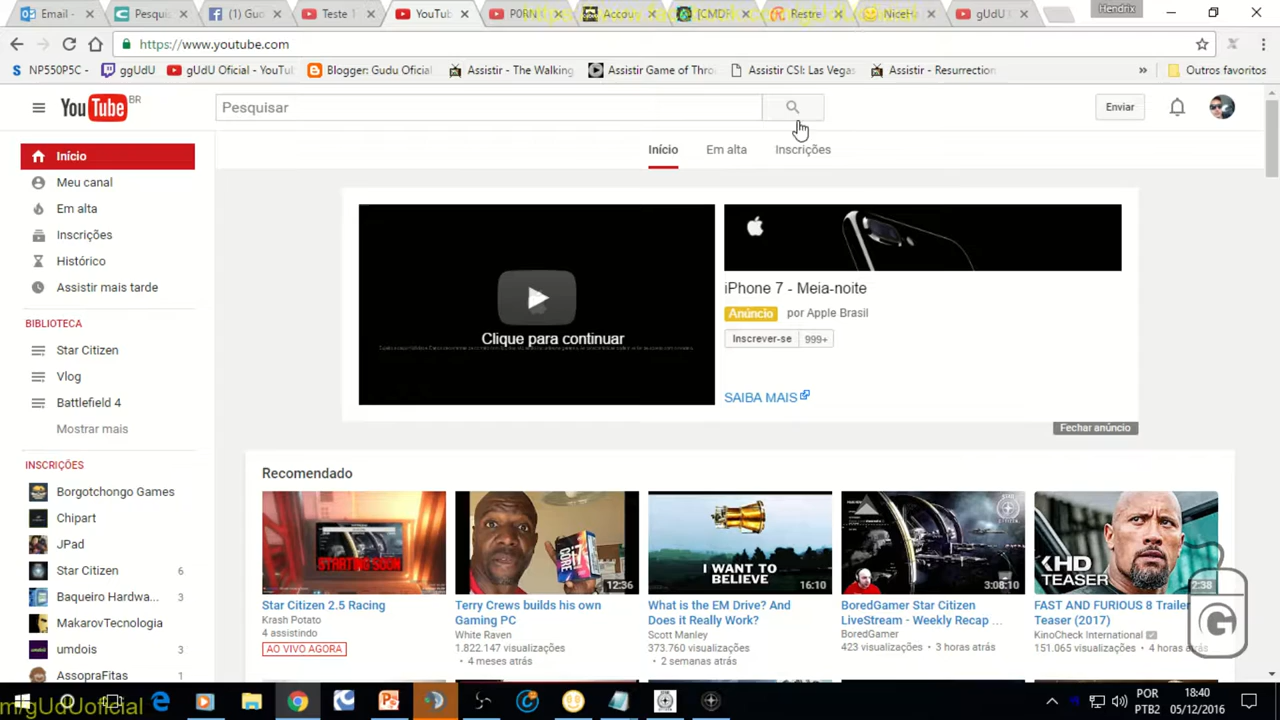 Email -
Pesqui
(1) Gu
Teste 1
YouTu
P0RN
Accou
[CMDR
Restre
NiceHa
gUdU
Hendrix
https://www.youtube.com
NP550P5C -
ggUdU
gUdU Oficial - YouTu
Blogger: Gudu Oficial
Assistir - The Walking
Assistir Game of Thro
Assistir CSI: Las Vegas
Assistir - Resurrection
»
Outros favoritos
YouTube BR
Pesquisar
Enviar
Início
Em alta
Inscrições
Início
Meu canal
Em alta
Inscrições
Histórico
Assistir mais tarde
BIBLIOTECA
Star Citizen
Vlog
Battlefield 4
Mostrar mais
INSCRIÇÕES
Borgotchongo Games
Chipart
JPad
Star Citizen 6
Baqueiro Hardwa... 3
MakarovTecnologia
umdois 3
AssopraFitas
Clique para continuar
iPhone 7 - Meia-noite
Anúncio por Apple Brasil
Inscrever-se 999+
SAIBA MAIS
Fechar anúncio
Recomendado
STARTING SOON
Star Citizen 2.5 Racing
Krash Potato
4 assistindo
AO VIVO AGORA
12:36
Terry Crews builds his own
Gaming PC
White Raven
1.822.147 visualizações
• 4 meses atrás
I WANT TO
BELIEVE
16:10
What is the EM Drive? And
Does it Really Work?
Scott Manley
373.760 visualizações
• 2 semanas atrás
3:08:10
BoredGamer Star Citizen
LiveStream - Weekly Recap ...
BoredGamer
423 visualizações • 3 horas atrás
KHD
TEASER
2:38
FAST AND FURIOUS 8 Trailer
Teaser (2017)
KinoCheck International
151.065 visualizações • 4 horas atrás
G
m/gUdUoficial
POR
PTB2
18:40
05/12/2016